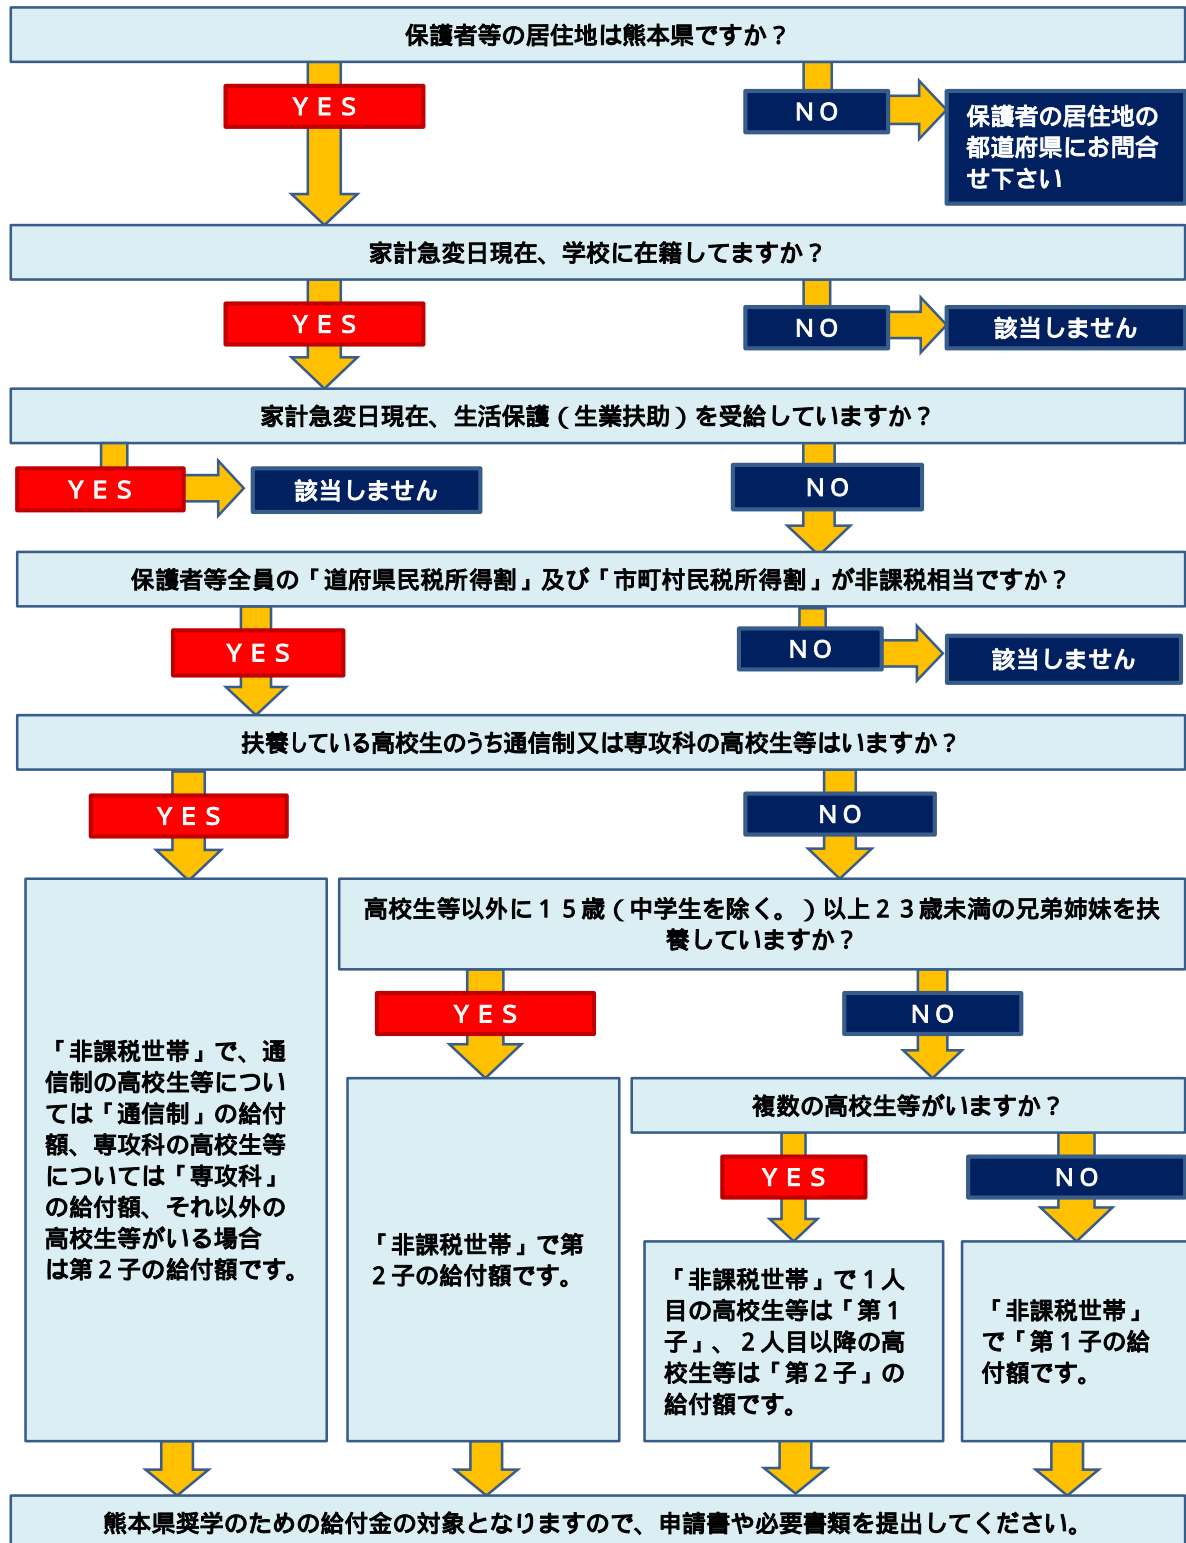 保護者等の居住地は熊本県ですか？
ＹＥＳ
ＮＯ
保護者の居住地の
都道府県にお問合
せ下さい
家計急変日現在、学校に在籍してますか？
ＹＥＳ
ＮＯ
該当しません
家計急変日現在、生活保護（生業扶助）を受給していますか？
ＹＥＳ
該当しません
ＮＯ
保護者等全員の「道府県民税所得割」及び「市町村民税所得割」が非課税相当ですか？
ＹＥＳ
ＮＯ
該当しません
扶養している高校生のうち通信制又は専攻科の高校生等はいますか？
ＹＥＳ
ＮＯ
高校生等以外に１５歳（中学生を除く。）以上２３歳未満の兄弟姉妹を扶
養していますか？
ＹＥＳ
ＮＯ
「非課税世帯」で、通
信制の高校生等につい
ては「通信制」の給付
額、専攻科の高校生等
については「専攻科」
の給付額、それ以外の
高校生等がいる場合
は第２子の給付額です。
「非課税世帯」で第
２子の給付額です。
複数の高校生等がいますか？
ＹＥＳ
ＮＯ
「非課税世帯」で１人
目の高校生等は「第１
子」、２人目以降の高
校生等は「第２子」の
給付額です。
「非課税世帯」
で「第１子の給
付額です。
熊本県奨学のための給付金の対象となりますので、申請書や必要書類を提出してください。